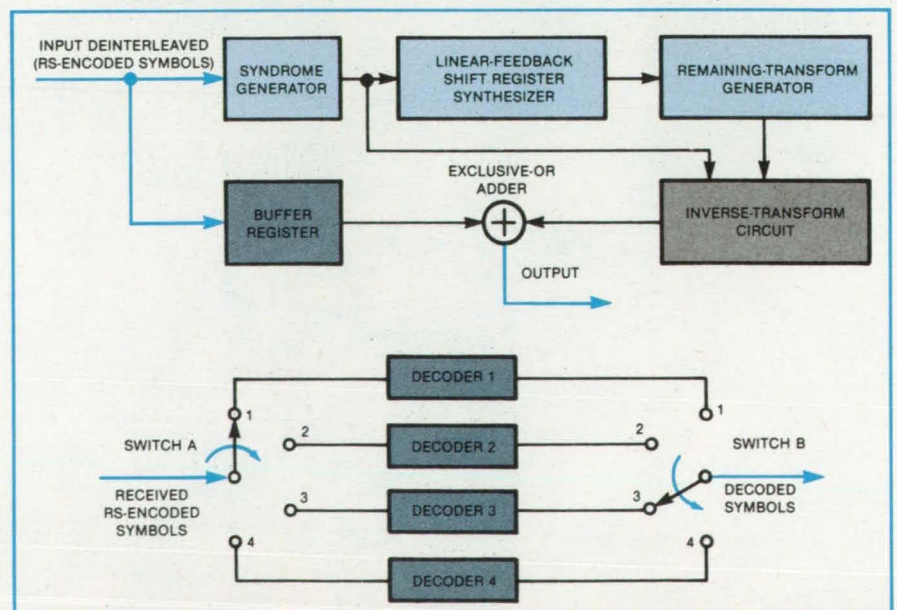 INPUT DEINTERLEAVED
(RS-ENCODED SYMBOLS)
SYNDROME
GENERATOR
LINEAR-FEEDBACK
SHIFT REGISTER
SYNTHESIZER
REMAINING-TRANSFORM
GENERATOR
BUFFER
REGISTER
EXCLUSIVE-OR
ADDER
INVERSE-TRANSFORM
CIRCUIT
OUTPUT
DECODER 1
1
1
SWITCH A
2
DECODER 2
2
SWITCH B
RECEIVED
RS-ENCODED
SYMBOLS
3
DECODER 3
3
DECODED
SYMBOLS
4
DECODER 4
4